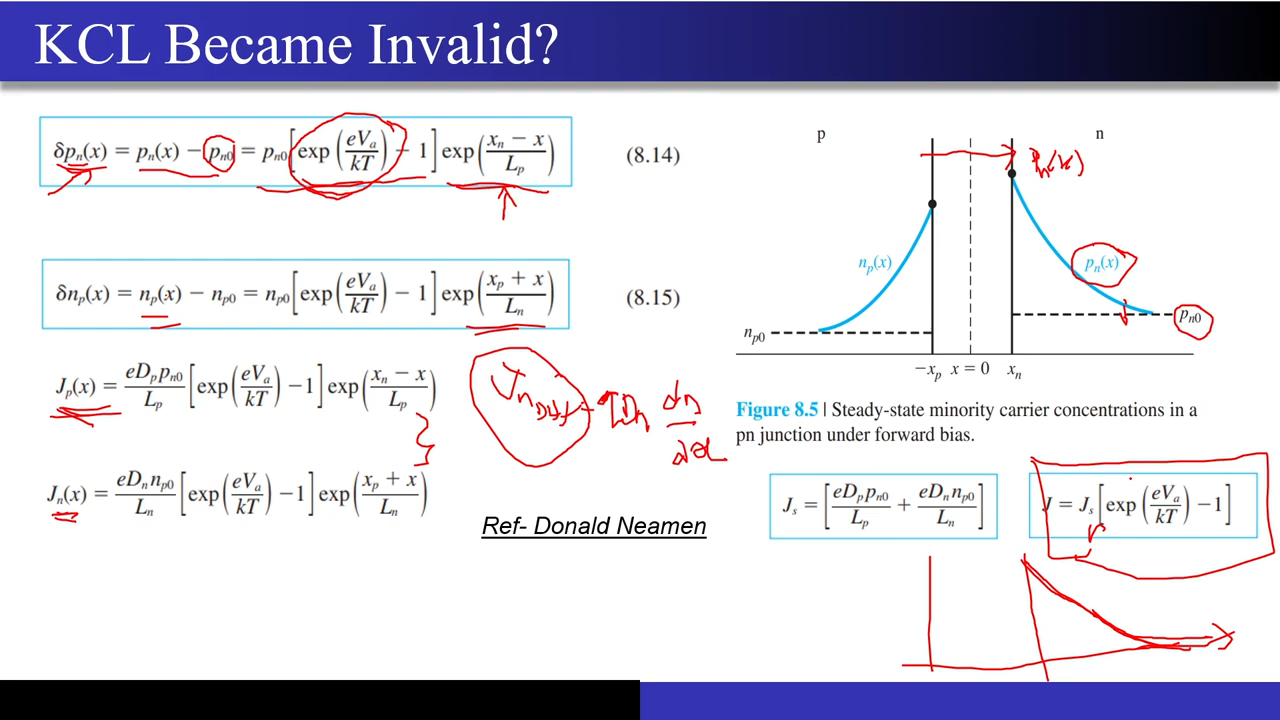 KCL Became Invalid?
δpₙ(x) = pₙ(x) − pₙ₀ = pₙ₀[exp(eVₐ/kT) − 1] exp((xₙ − x)/Lₚ) (8.14)
δnₚ(x) = nₚ(x) − nₚ₀ = nₚ₀[exp(eVₐ/kT) − 1] exp((xₚ + x)/Lₙ) (8.15)
Jₚ(x) = eDₚpₙ₀/Lₚ [exp(eVₐ/kT) − 1] exp((xₙ − x)/Lₚ)
Jₙ(x) = eDₙnₚ₀/Lₙ [exp(eVₐ/kT) − 1] exp((xₚ + x)/Lₙ)
dn/dx
Ref- Donald Neamen
p
n
Pₙ(x)
nₚ(x)
pₙ(x)
nₚ₀
pₙ₀
−xₚ x = 0 xₙ
Figure 8.5 | Steady-state minority carrier concentrations in a
pn junction under forward bias.
Jₛ = [eDₚpₙ₀/Lₚ + eDₙnₚ₀/Lₙ]
J = Jₛ[exp(eVₐ/kT) − 1]